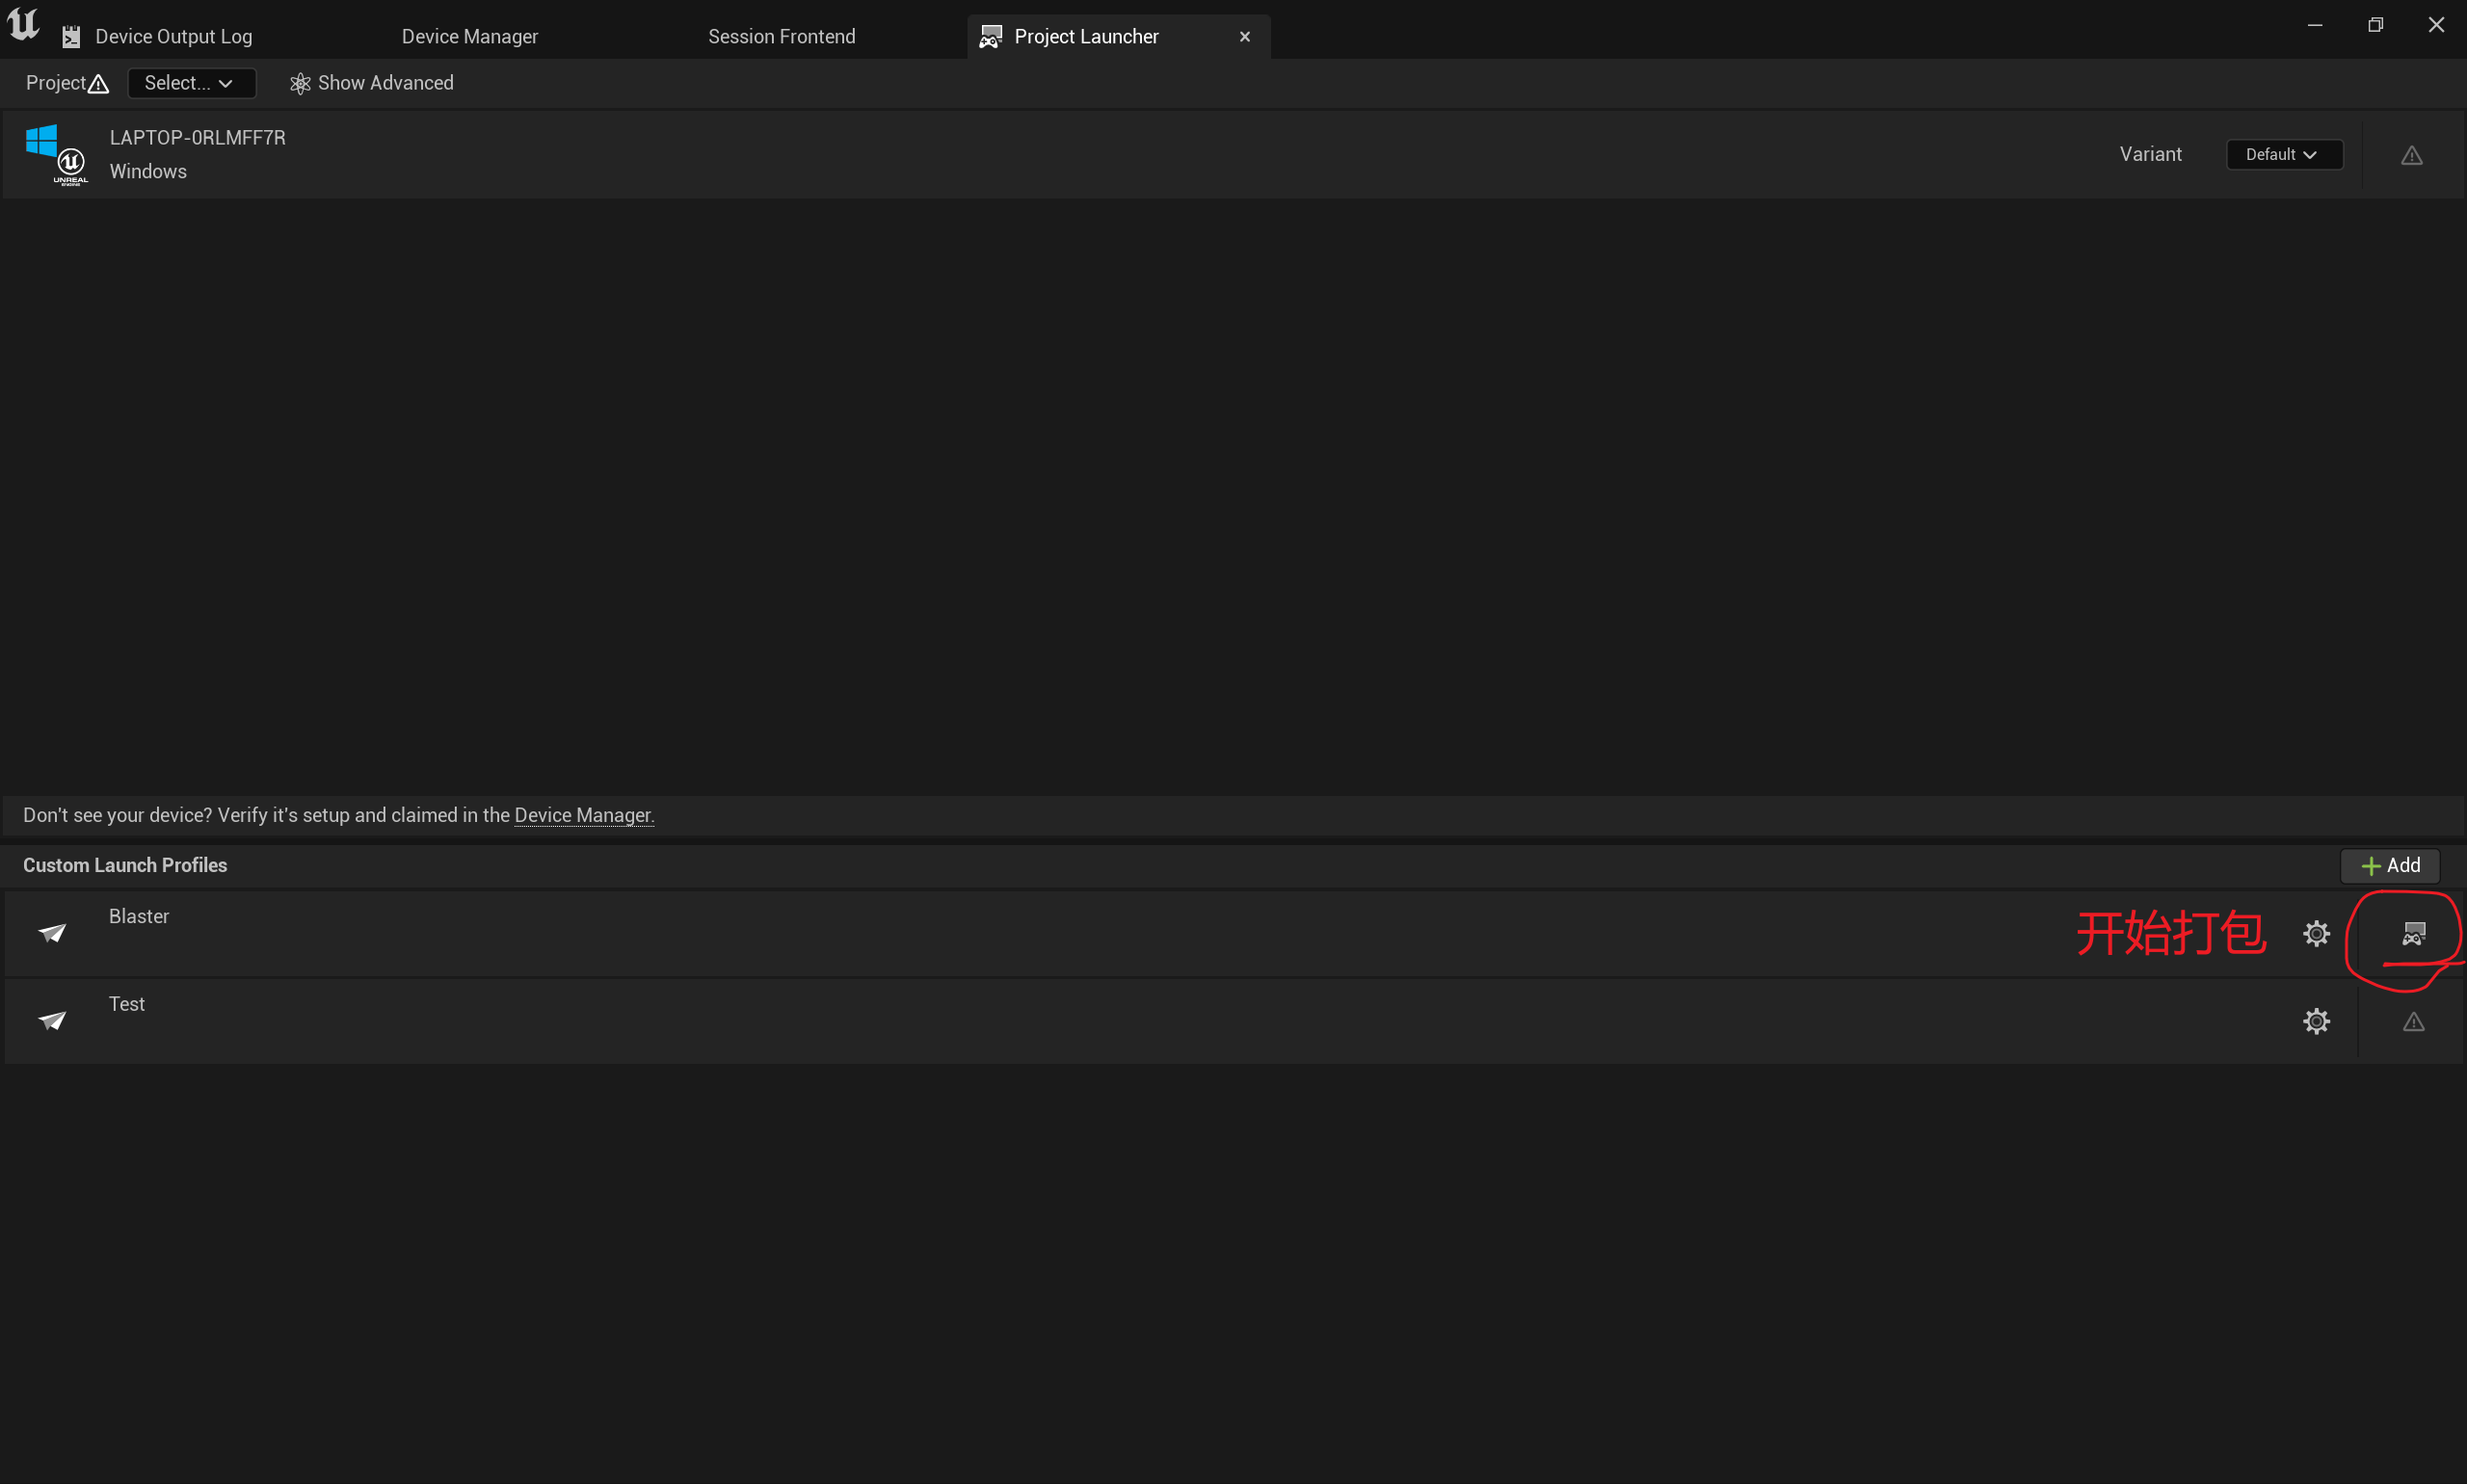 Device Output Log
Device Manager
Session Frontend
Project Launcher
Project
Select...
Show Advanced
LAPTOP-0RLMFF7R
Windows
UNREAL
ENGINE
Variant
Default
Don't see your device? Verify it's setup and claimed in the Device Manager.
Custom Launch Profiles
Add
Blaster
开始打包
Test